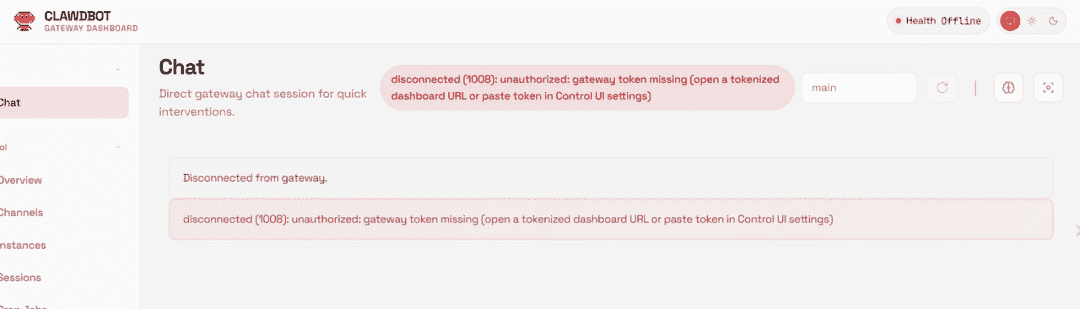 CLAWDBOT
GATEWAY DASHBOARD
Health Offline
Chat
Chat
Direct gateway chat session for quick
interventions.
disconnected (1008): unauthorized: gateway token missing (open a tokenized
dashboard URL or paste token in Control UI settings)
main
ol
Overview
Channels
Instances
Sessions
Disconnected from gateway.
disconnected (1008): unauthorized: gateway token missing (open a tokenized dashboard URL or paste token in Control UI settings)